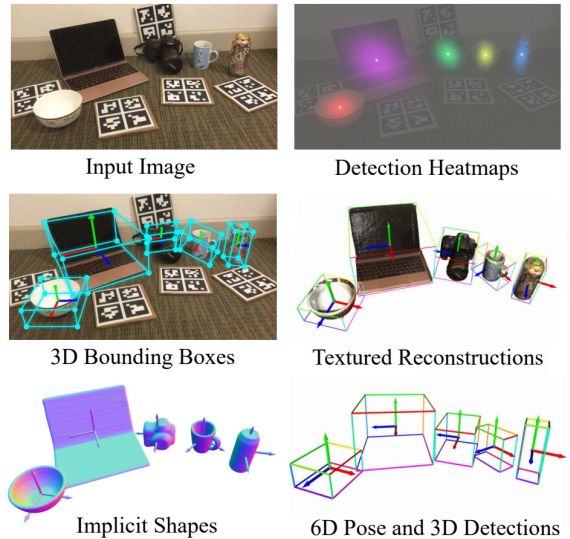 Input Image
Detection Heatmaps
3D Bounding Boxes
Textured Reconstructions
Implicit Shapes
6D Pose and 3D Detections